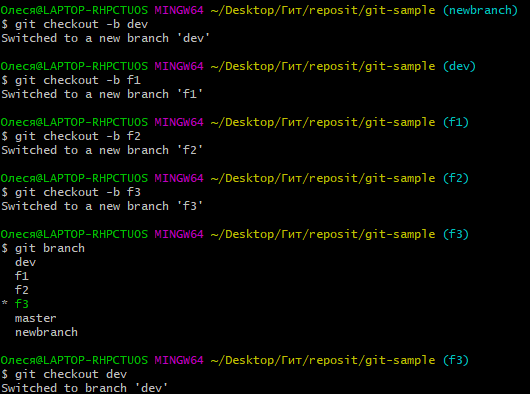 Олеся@LAPTOP-RHPCTUOS MINGW64 ~/Desktop/Гит/reposit/git-sample (newbranch)
$ git checkout -b dev
Switched to a new branch 'dev'
Олеся@LAPTOP-RHPCTUOS MINGW64 ~/Desktop/Гит/reposit/git-sample (dev)
$ git checkout -b f1
Switched to a new branch 'f1'
Олеся@LAPTOP-RHPCTUOS MINGW64 ~/Desktop/Гит/reposit/git-sample (f1)
$ git checkout -b f2
Switched to a new branch 'f2'
Олеся@LAPTOP-RHPCTUOS MINGW64 ~/Desktop/Гит/reposit/git-sample (f2)
$ git checkout -b f3
Switched to a new branch 'f3'
Олеся@LAPTOP-RHPCTUOS MINGW64 ~/Desktop/Гит/reposit/git-sample (f3)
$ git branch
  dev
  f1
  f2
* f3
  master
  newbranch
Олеся@LAPTOP-RHPCTUOS MINGW64 ~/Desktop/Гит/reposit/git-sample (f3)
$ git checkout dev
Switched to branch 'dev'